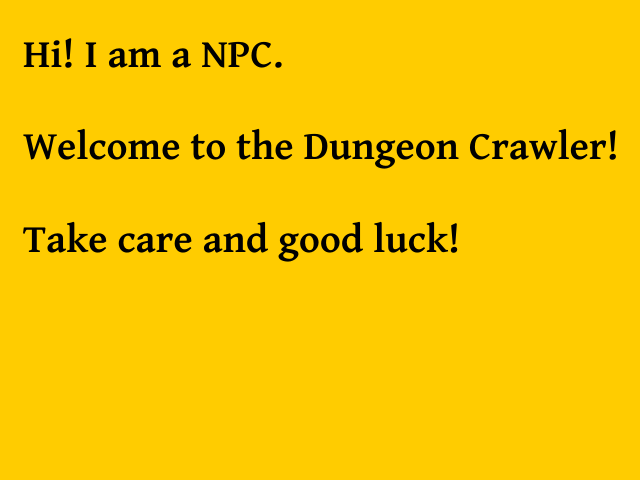 Hi! I am a NPC.
Welcome to the Dungeon Crawler!
Take care and good luck!